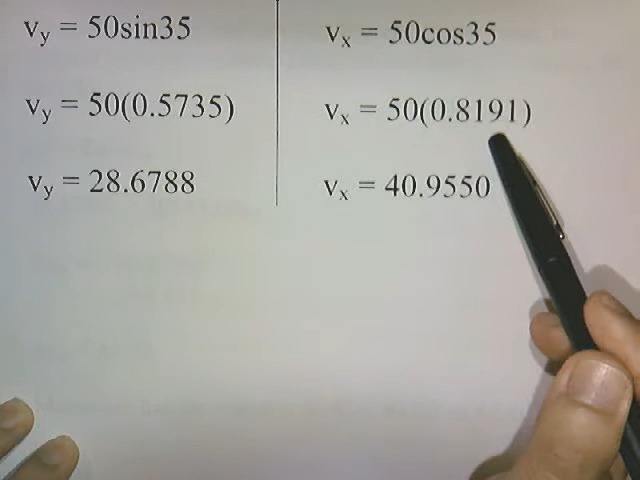 vy = 50sin35
vy = 50(0.5735)
vy = 28.6788
vx = 50cos35
vx = 50(0.8191)
vx = 40.9550